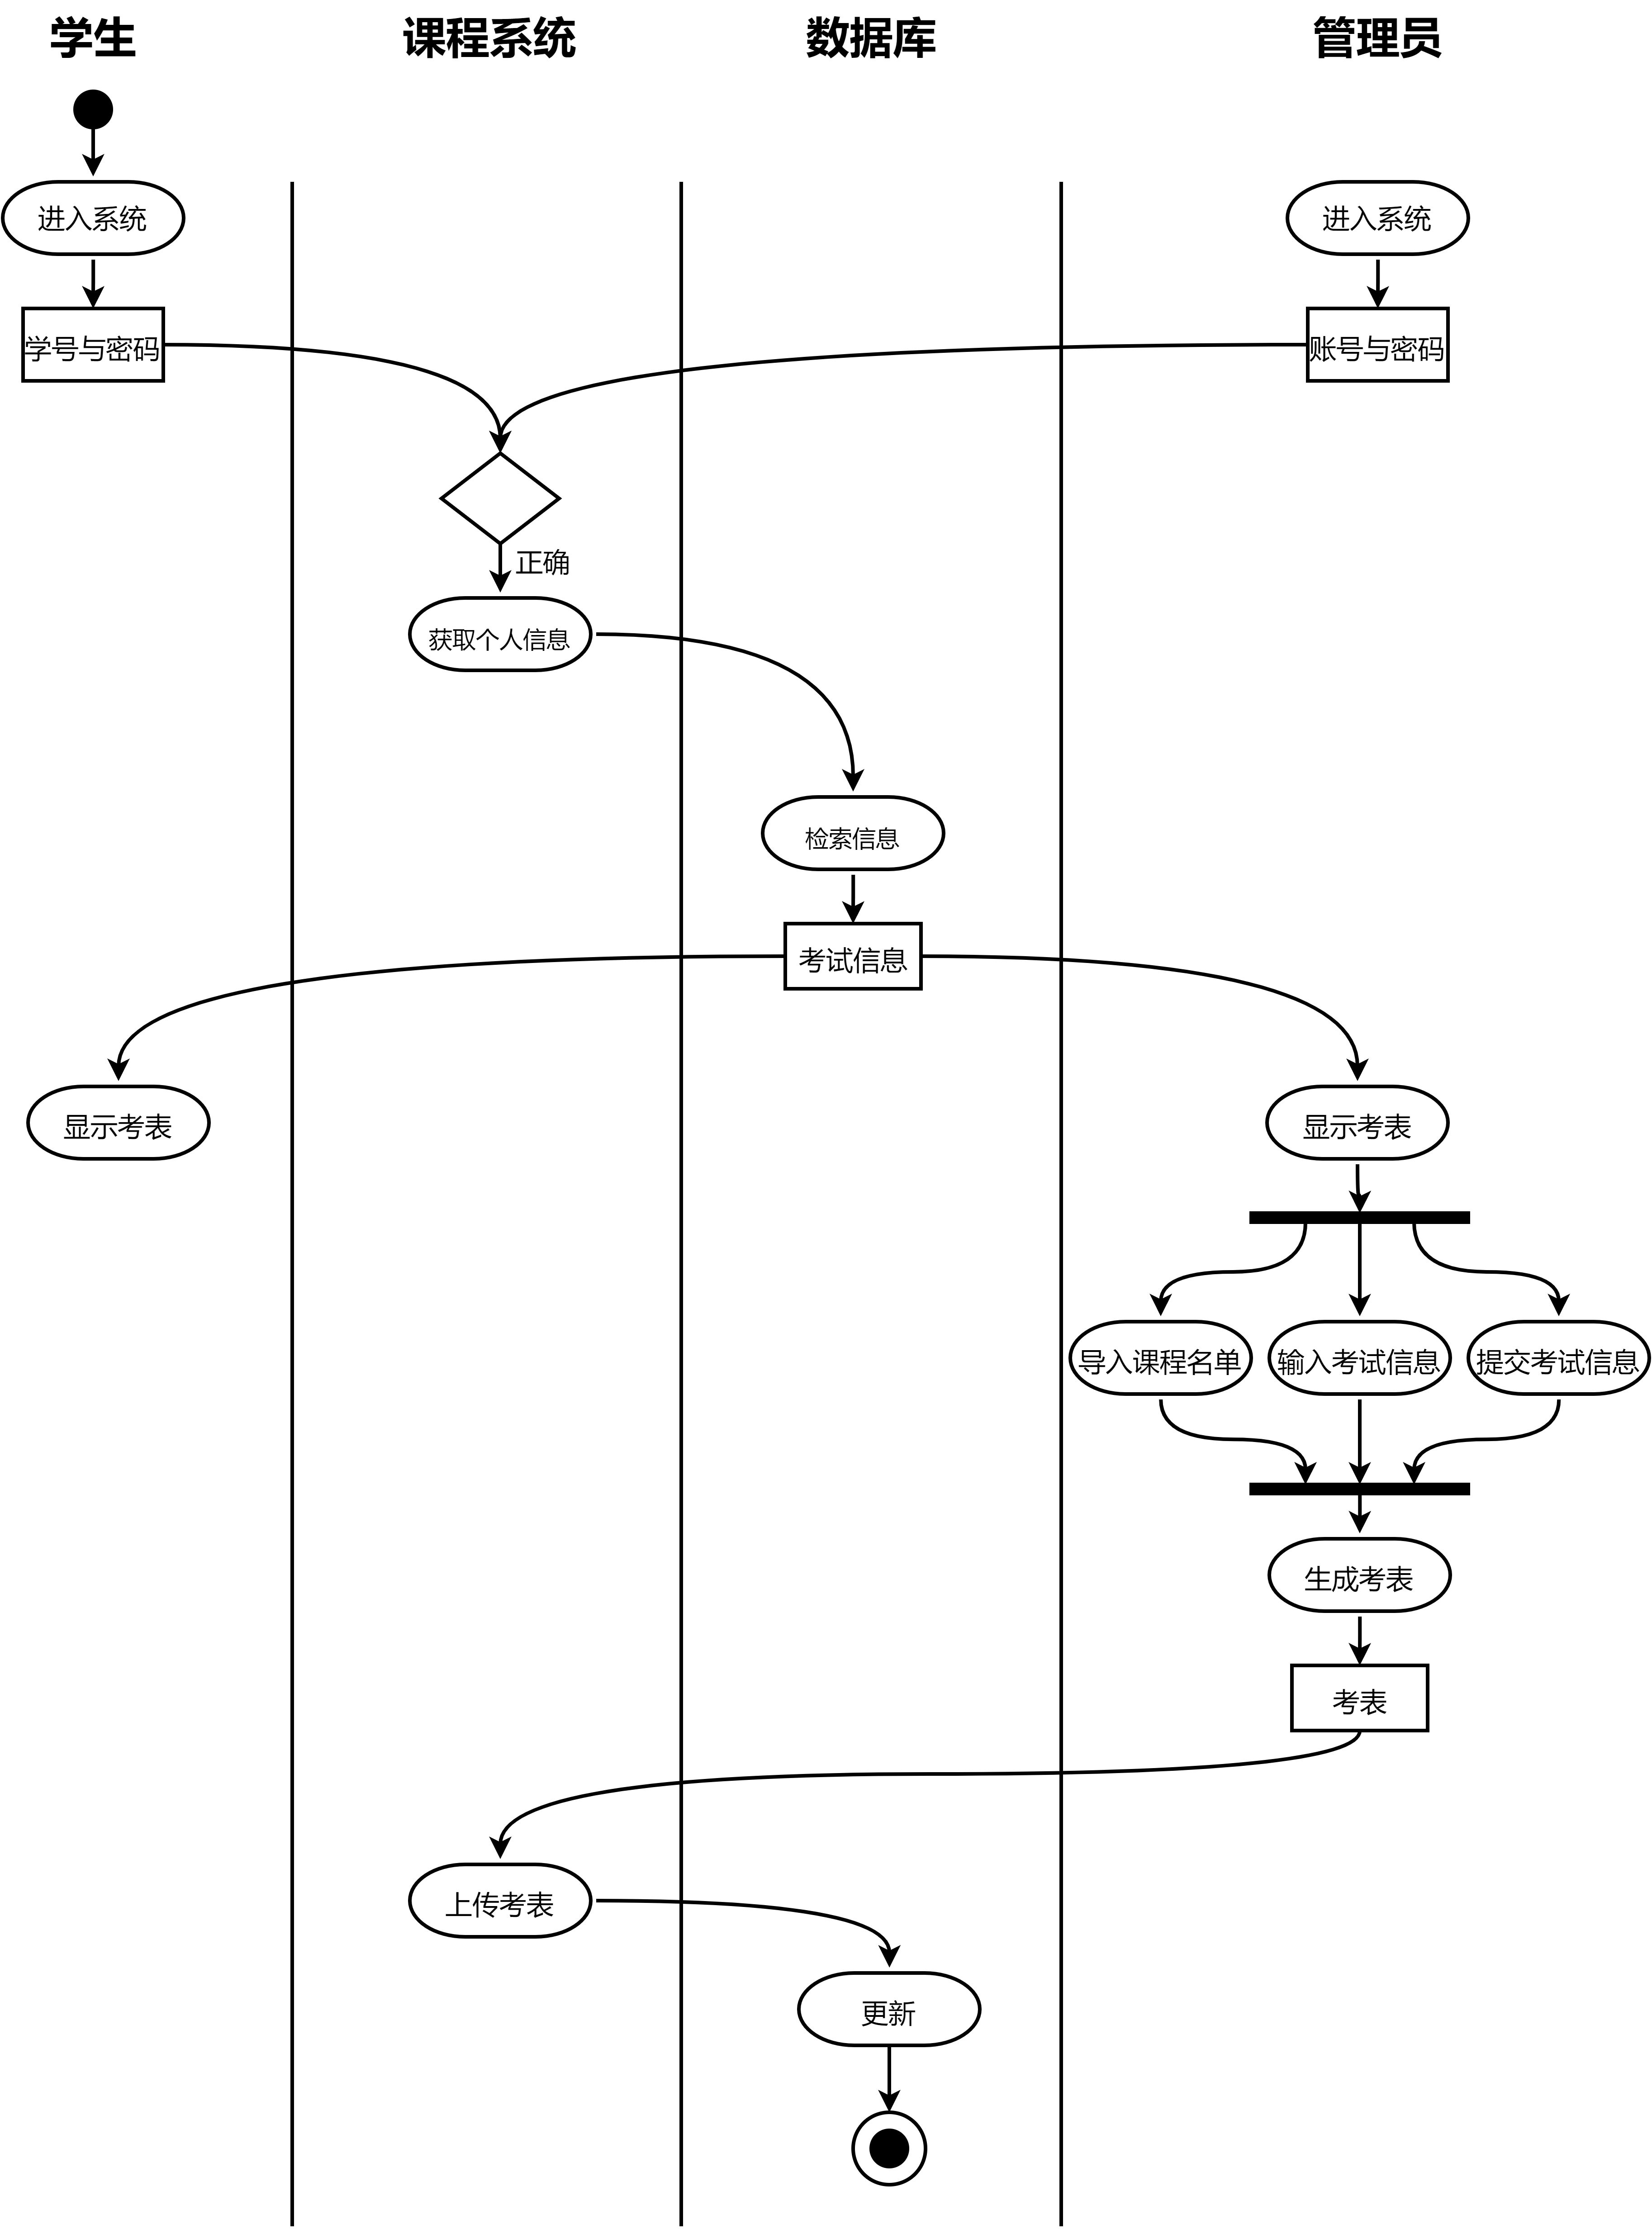 学生
课程系统
数据库
管理员
进入系统
进入系统
学号与密码
账号与密码
正确
获取个人信息
检索信息
考试信息
显示考表
显示考表
导入课程名单
输入考试信息
提交考试信息
生成考表
考表
上传考表
更新